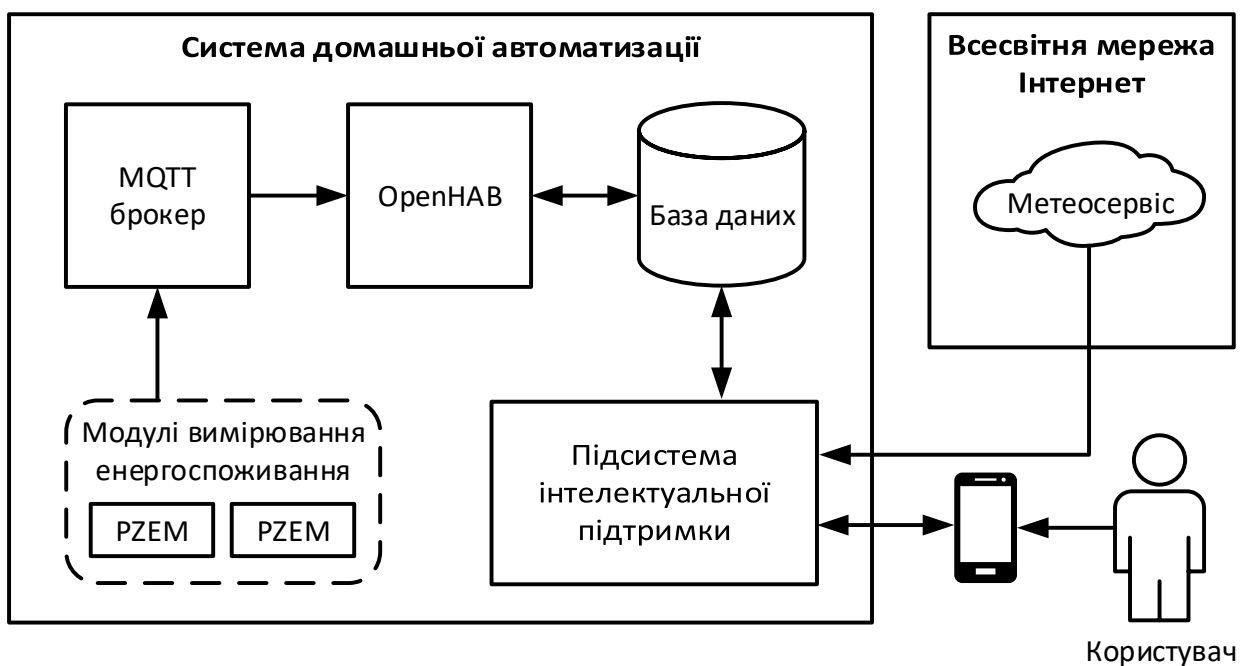 Система домашньої автоматизації
Всесвітня мережа
Інтернет
MQTT
брокер
OpenHAB
База даних
Метеосервіс
Модулі вимірювання
енергоспоживання
PZEM
PZEM
Підсистема
інтелектуальної
підтримки
Користувач